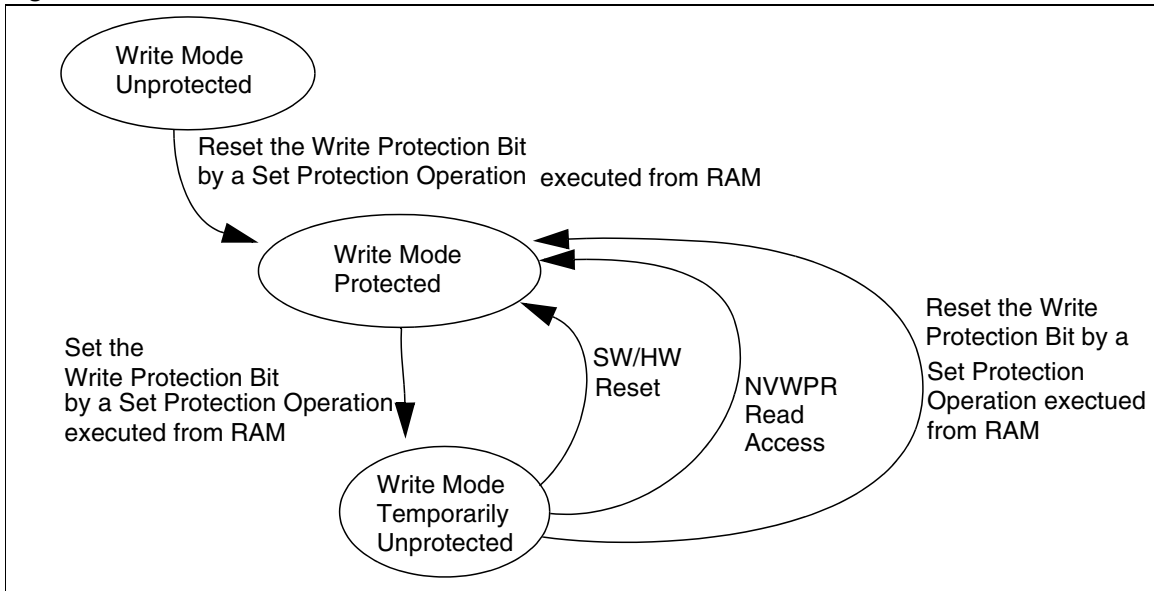 Write Mode
Unprotected
Reset the Write Protection Bit
by a Set Protection Operation executed from RAM
Write Mode
Protected
Set the
Write Protection Bit
by a Set Protection Operation
executed from RAM
SW/HW
Reset
NVWPR
Read
Access
Reset the Write
Protection Bit by a
Set Protection
Operation exectued
from RAM
Write Mode
Temporarily
Unprotected